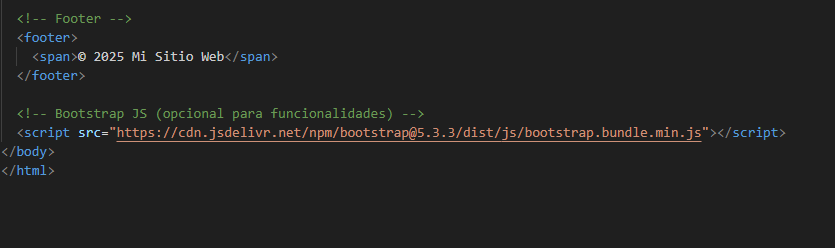 <!-- Footer -->
<footer>
<span>© 2025 Mi Sitio Web</span>
</footer>
<!-- Bootstrap JS (opcional para funcionalidades) -->
<script src="https://cdn.jsdelivr.net/npm/bootstrap@5.3.3/dist/js/bootstrap.bundle.min.js"></script>
</body>
</html>